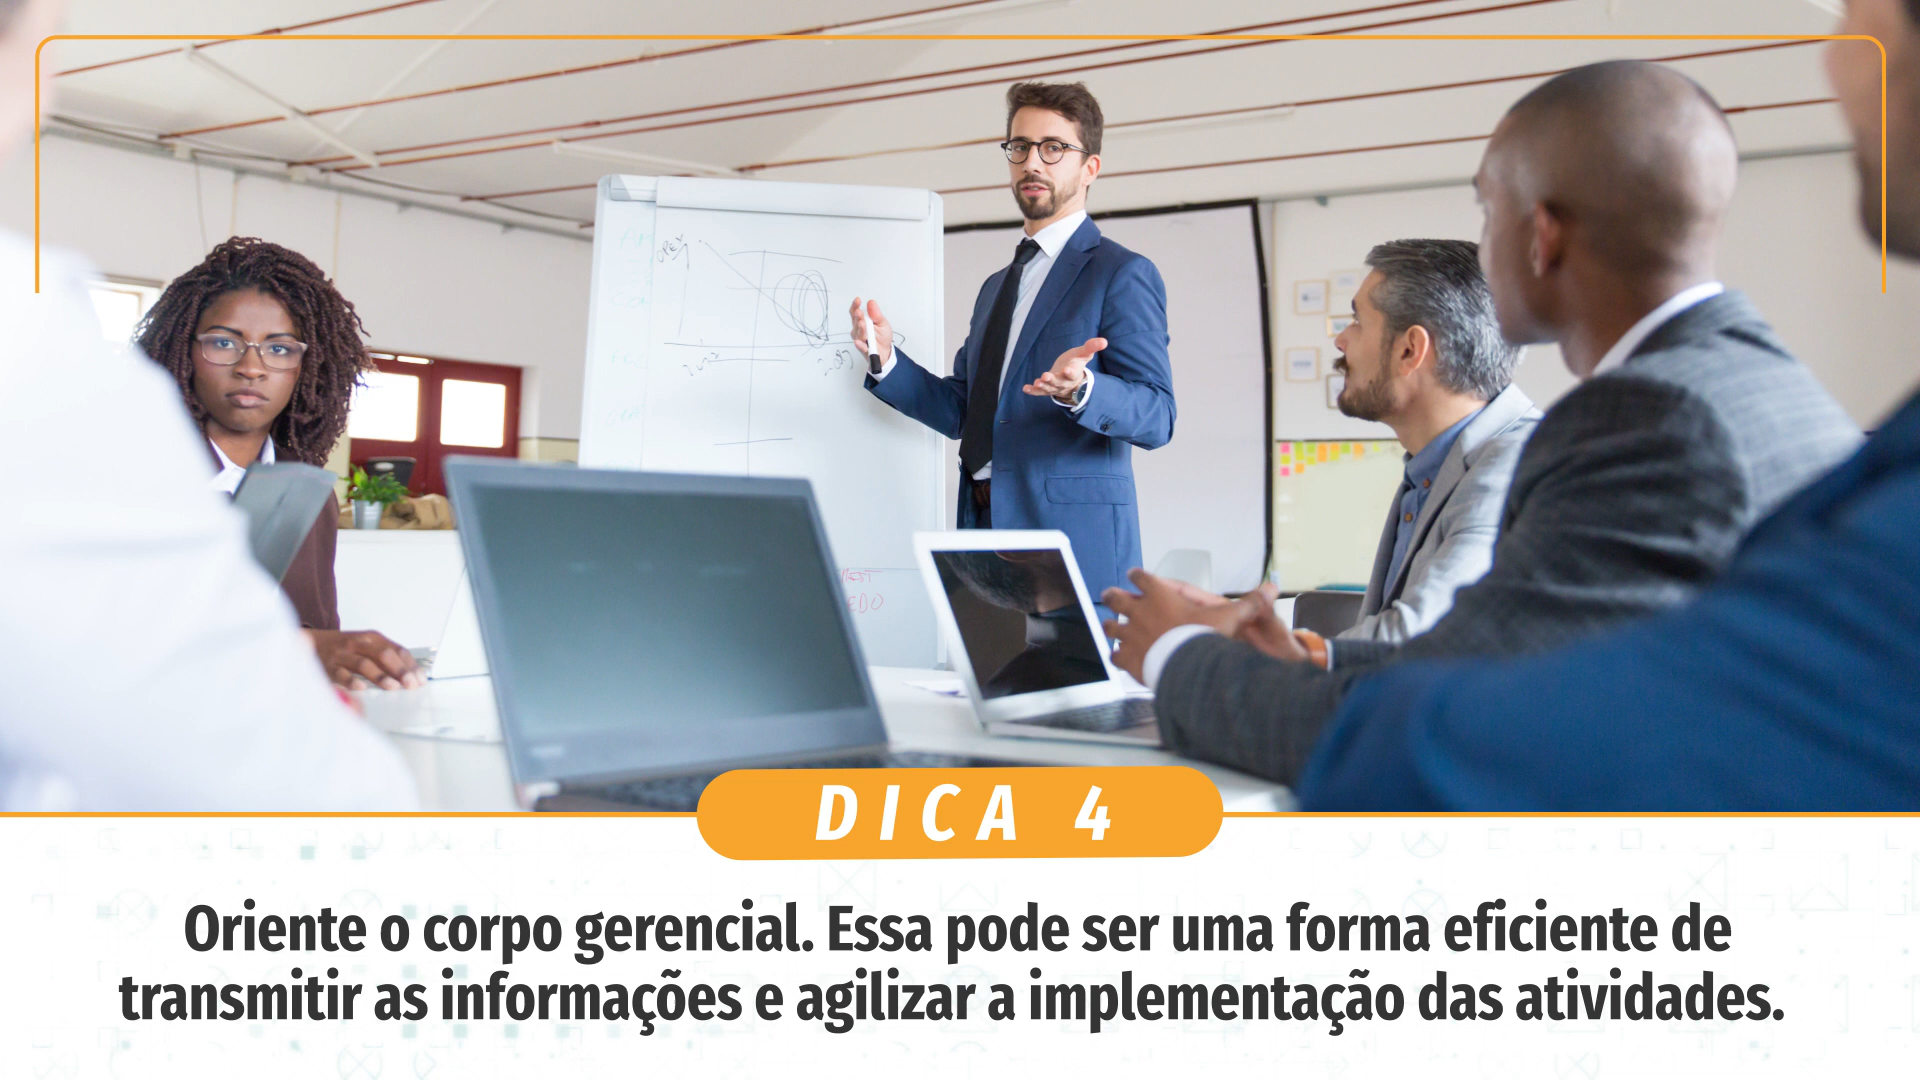 OPEX
DICA 4
Oriente o corpo gerencial. Essa pode ser uma forma eficiente de
transmitir as informações e agilizar a implementação das atividades.